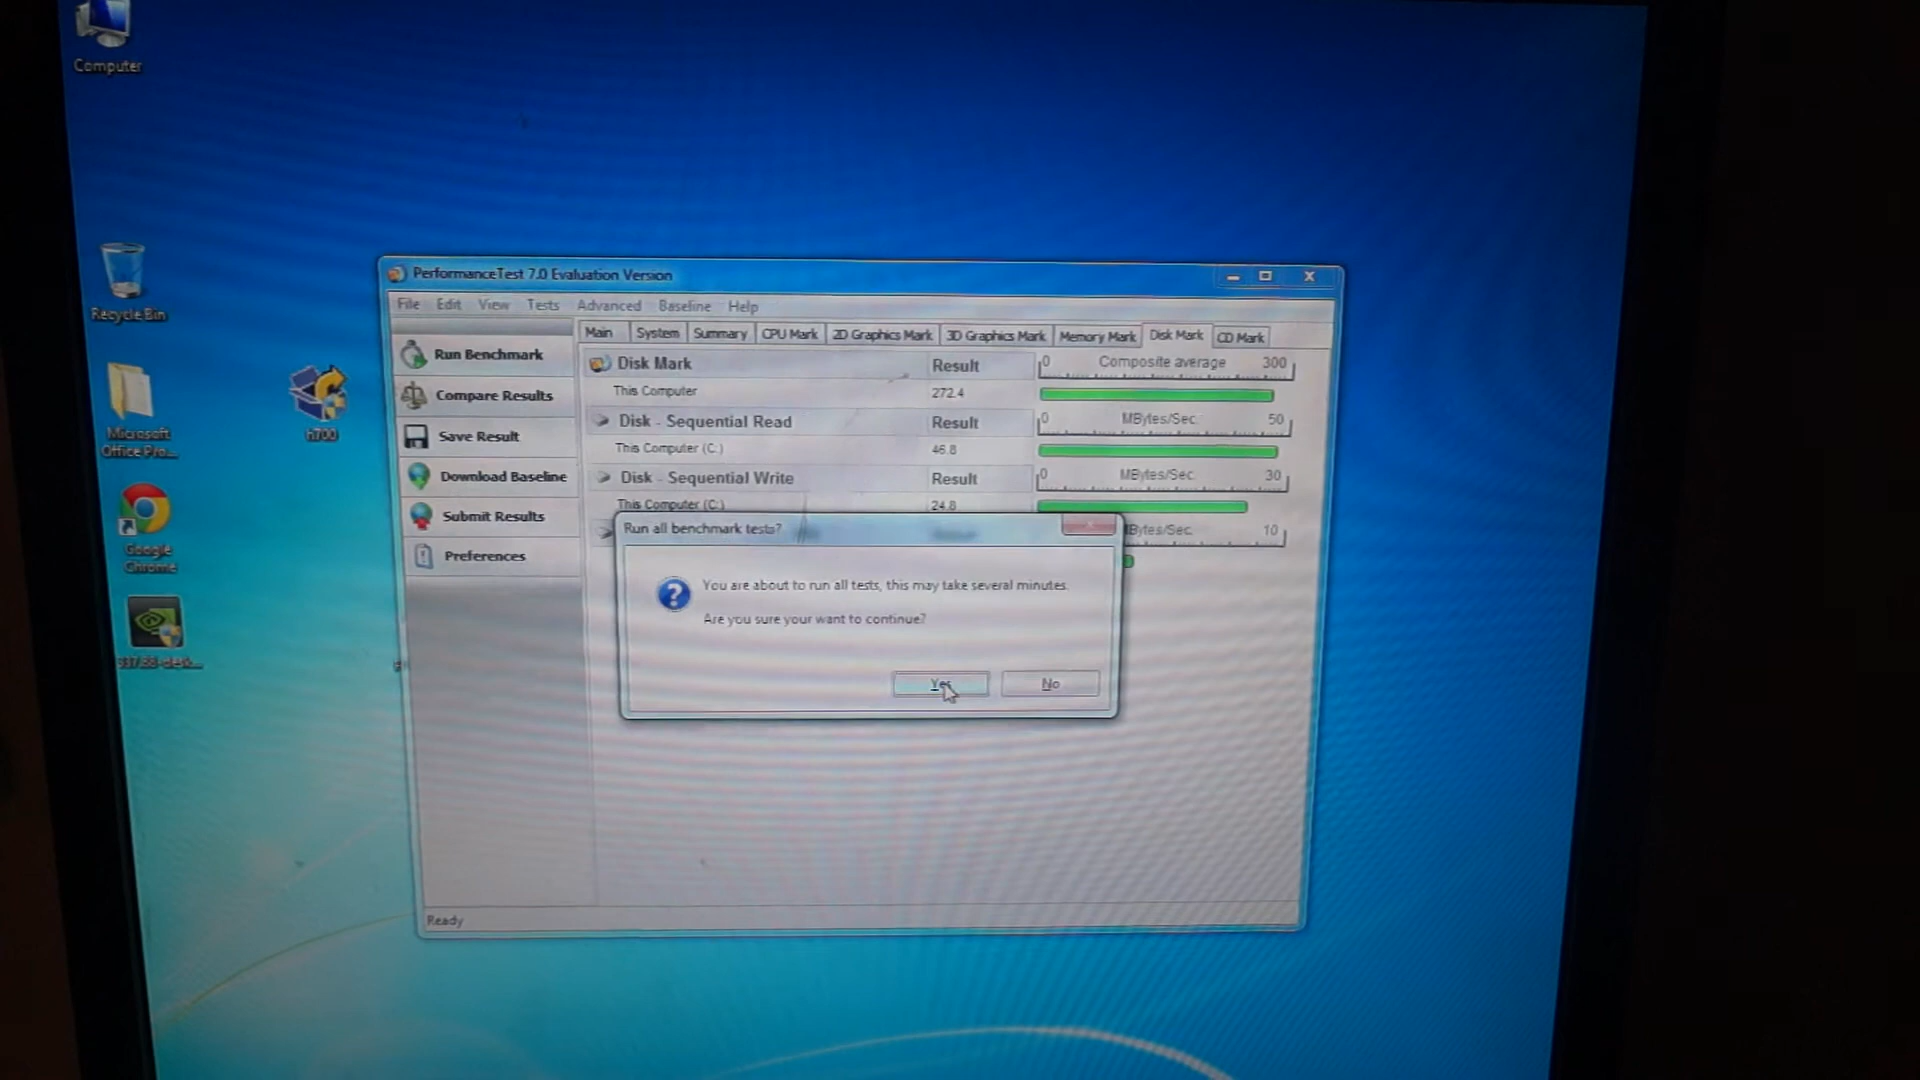 Computer
Recycle Bin
Microsoft
Office Pro...
Google
Chrome
h700
PerformanceTest 7.0 Evaluation Version
File Edit View Tests Advanced Baseline Help
Main System Summary CPU Mark 2D Graphics Mark 3D Graphics Mark Memory Mark Disk Mark CD Mark
Run Benchmark
Compare Results
Save Result
Download Baseline
Submit Results
Preferences
Disk Mark Result 0 Composite average 300
This Computer 272.4
Disk - Sequential Read Result 0 MBytes/Sec. 50
This Computer (C:) 46.8
Disk - Sequential Write Result 0 MBytes/Sec. 30
This Computer (C:) 24.8
MBytes/Sec. 10
Run all benchmark tests?
You are about to run all tests, this may take several minutes.
Are you sure your want to continue?
Yes No
Ready